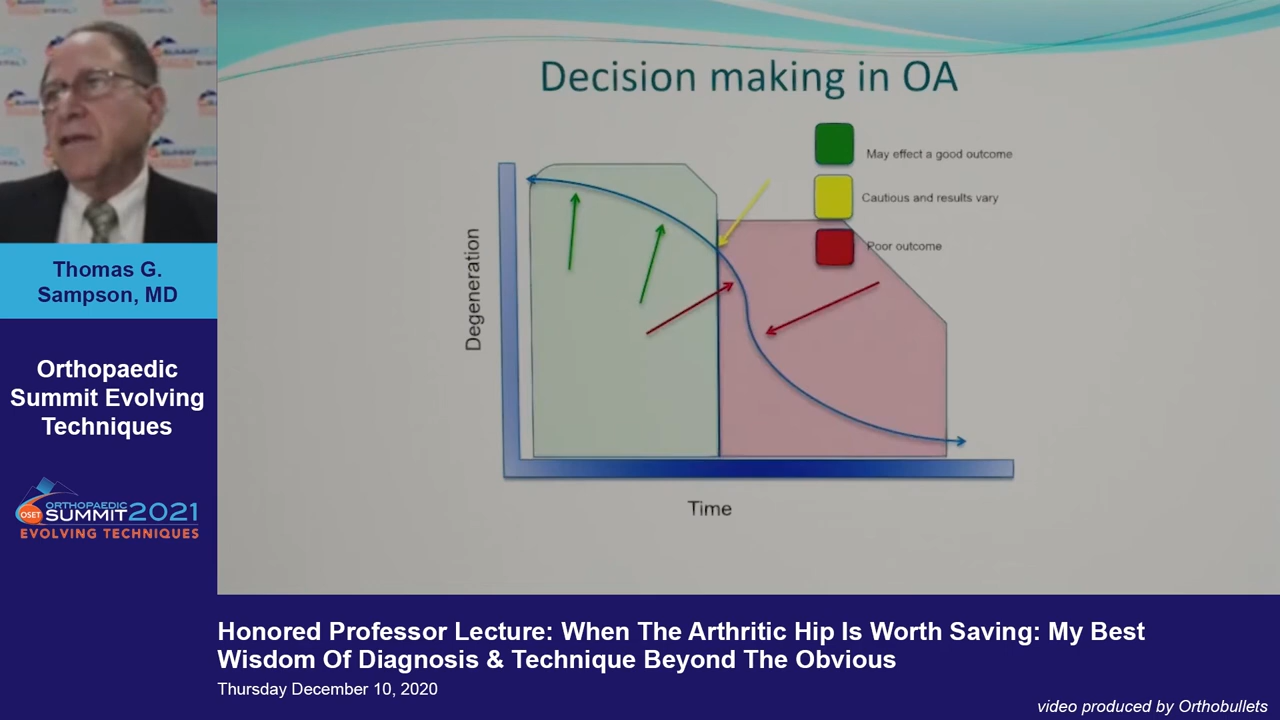 Decision making in OA
May effect a good outcome
Cautious and results vary
Poor outcome
Degeneration
Time
Thomas G.
Sampson, MD
Orthopaedic
Summit Evolving
Techniques
OSET
ORTHOPAEDIC
SUMMIT 2021
EVOLVING TECHNIQUES
Honored Professor Lecture: When The Arthritic Hip Is Worth Saving: My Best
Wisdom Of Diagnosis & Technique Beyond The Obvious
Thursday December 10, 2020
video produced by Orthobullets